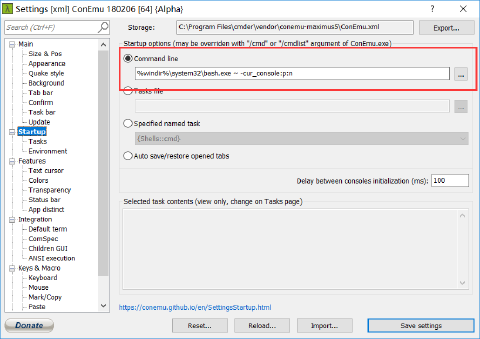 Settings [xml] ConEmu 180206 [64] {Alpha}
Search (Ctrl+F)
Storage:
C:\Program Files\cmder\vendor\conemu-maximus5\ConEmu.xml
Export...
Main
Size & Pos
Appearance
Quake style
Background
Tab bar
Confirm
Task bar
Update
Startup
Tasks
Environment
Features
Text cursor
Colors
Transparency
Status bar
App distinct
Integration
Default term
ComSpec
Children GUI
ANSI execution
Keys & Macro
Keyboard
Mouse
Mark/Copy
Paste
Startup options (may be overriden with "/cmd" or "/cmdlist" argument of ConEmu.exe)
Command line
%windir%\system32\bash.exe ~ -cur_console:p:n
...
Tasks file
...
Specified named task
{Shells::cmd}
Auto save/restore opened tabs
Delay between consoles initialization (ms):
100
Selected task contents (view only, change on Tasks page)
https://conemu.github.io/en/SettingsStartup.html
Donate
Reset...
Reload...
Import...
Save settings